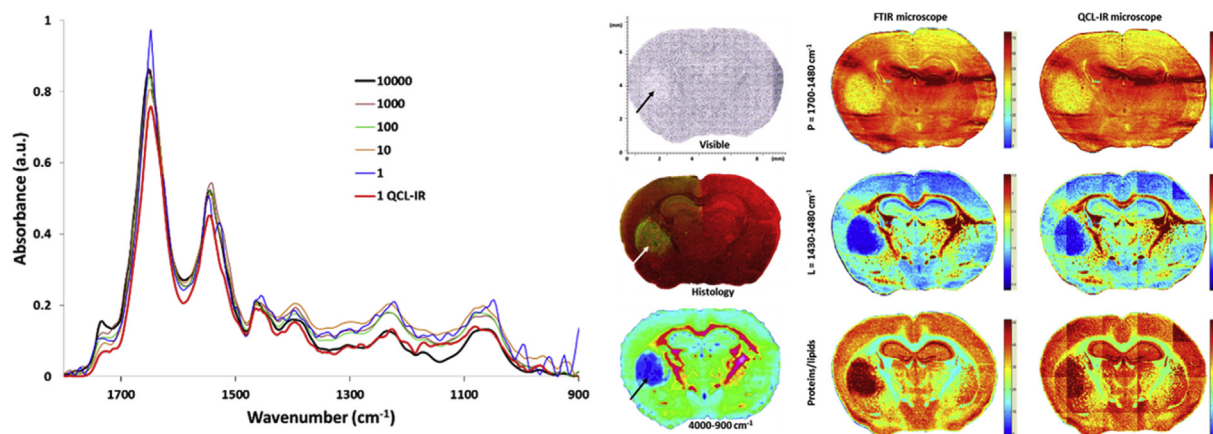 1
0.8
0.6
0.4
0.2
0
Absorbance (a.u.)
1700
1500
1300
1100
900
Wavenumber (cm⁻¹)
10000
1000
100
10
1
1 QCL-IR
(mm)
6
4
2
0
0
2
4
6
8
(mm)
Visible
Histology
4000-900 cm⁻¹
FTIR microscope
QCL-IR microscope
P = 1700-1480 cm⁻¹
L = 1430-1480 cm⁻¹
Proteins/lipids